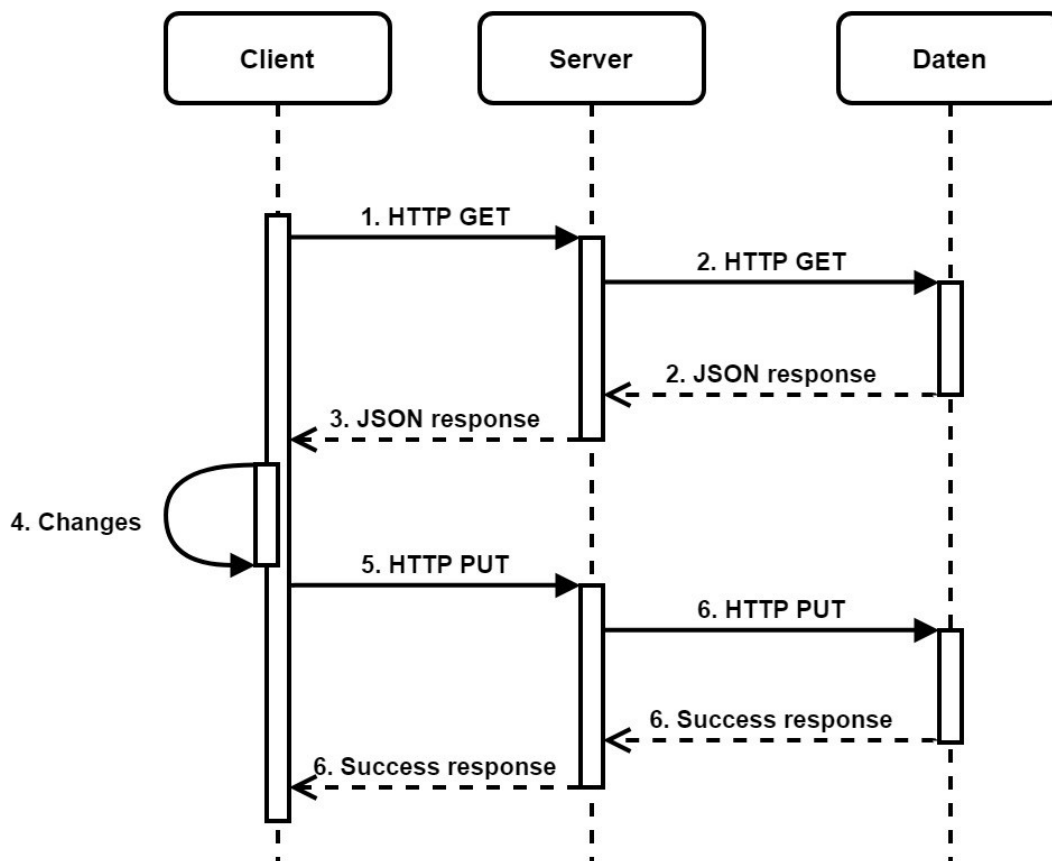 Client
Server
Daten
1. HTTP GET
2. HTTP GET
2. JSON response
3. JSON response
4. Changes
5. HTTP PUT
6. HTTP PUT
6. Success response
6. Success response